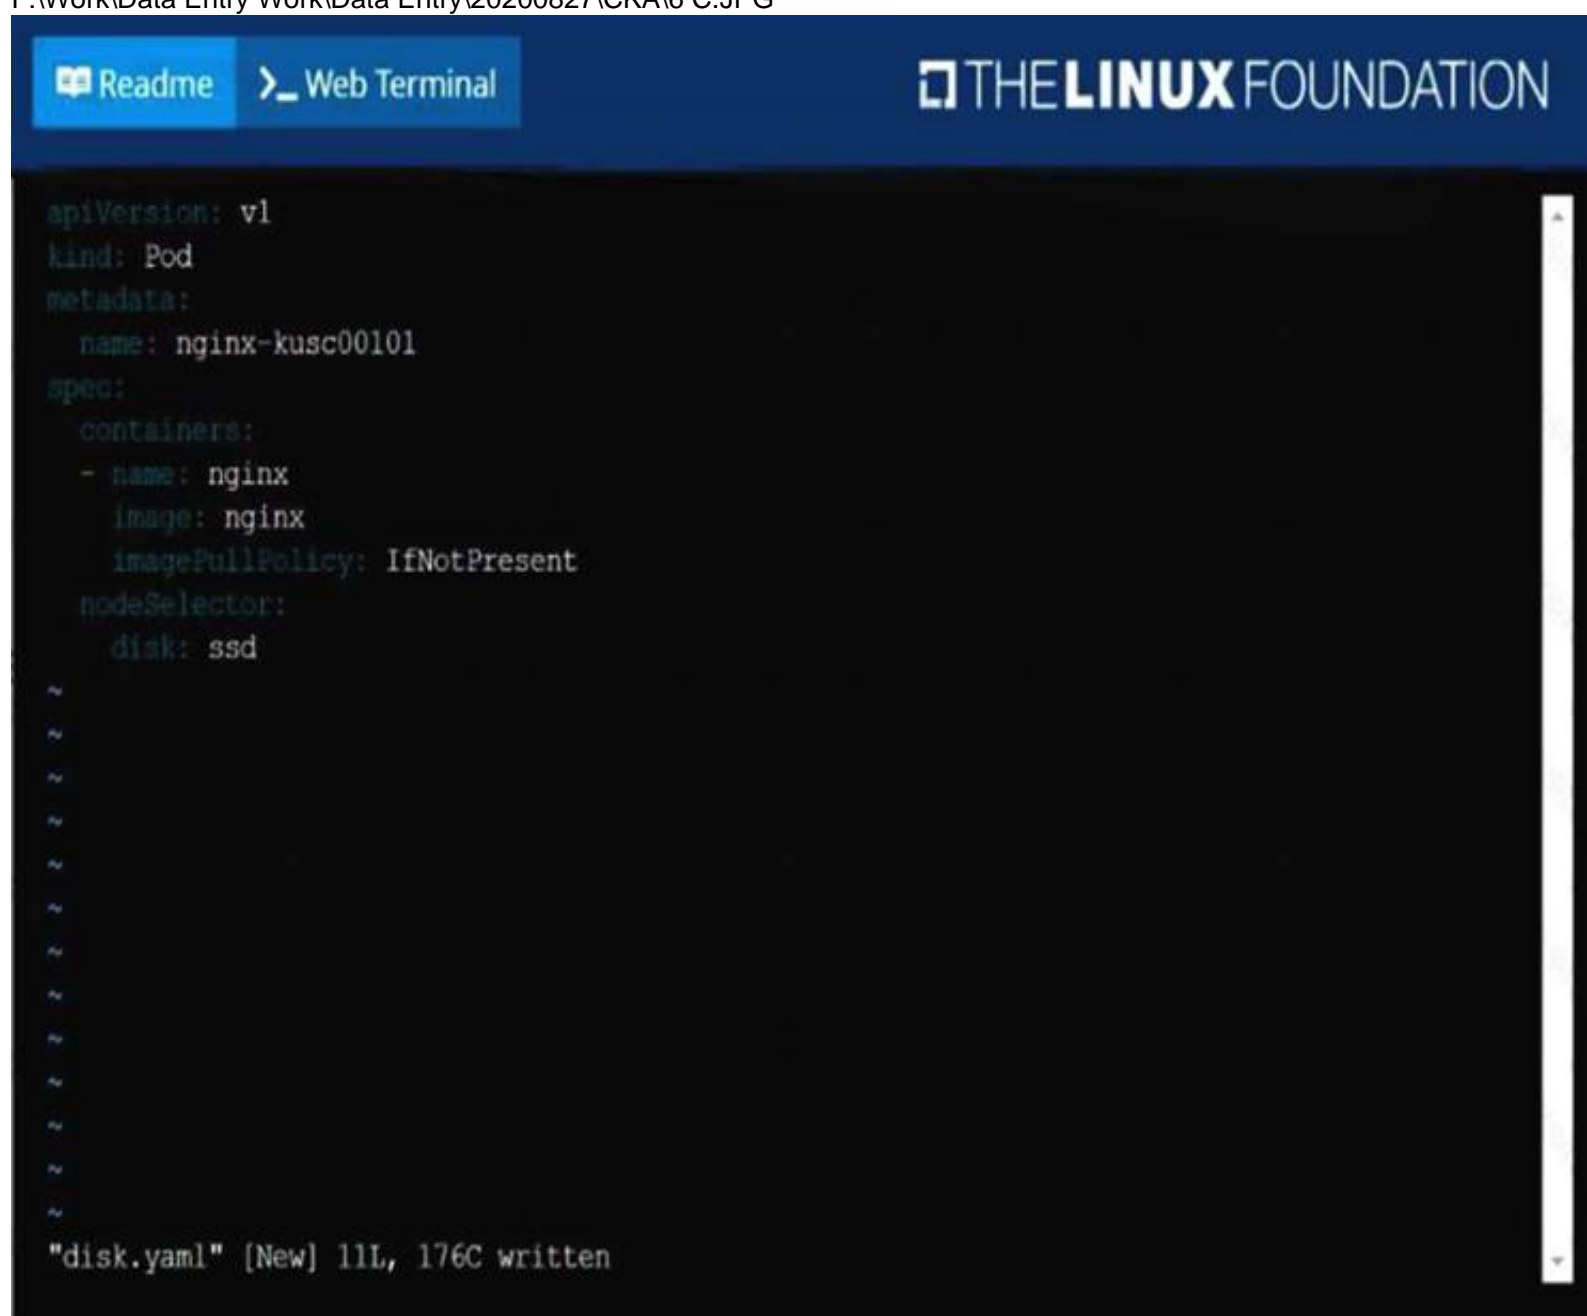 F:\Work\Data Entry Work\Data Entry\20200827\CKA\6 C.JPG
Readme >_ Web Terminal THE LINUX FOUNDATION
apiVersion: v1
kind: Pod
metadata:
  name: nginx-kusc00101
spec:
  containers:
  - name: nginx
    image: nginx
    imagePullPolicy: IfNotPresent
  nodeSelector:
    disk: ssd
~
~
~
~
~
~
~
~
~
~
~
~
~
"disk.yaml" [New] 11L, 176C written